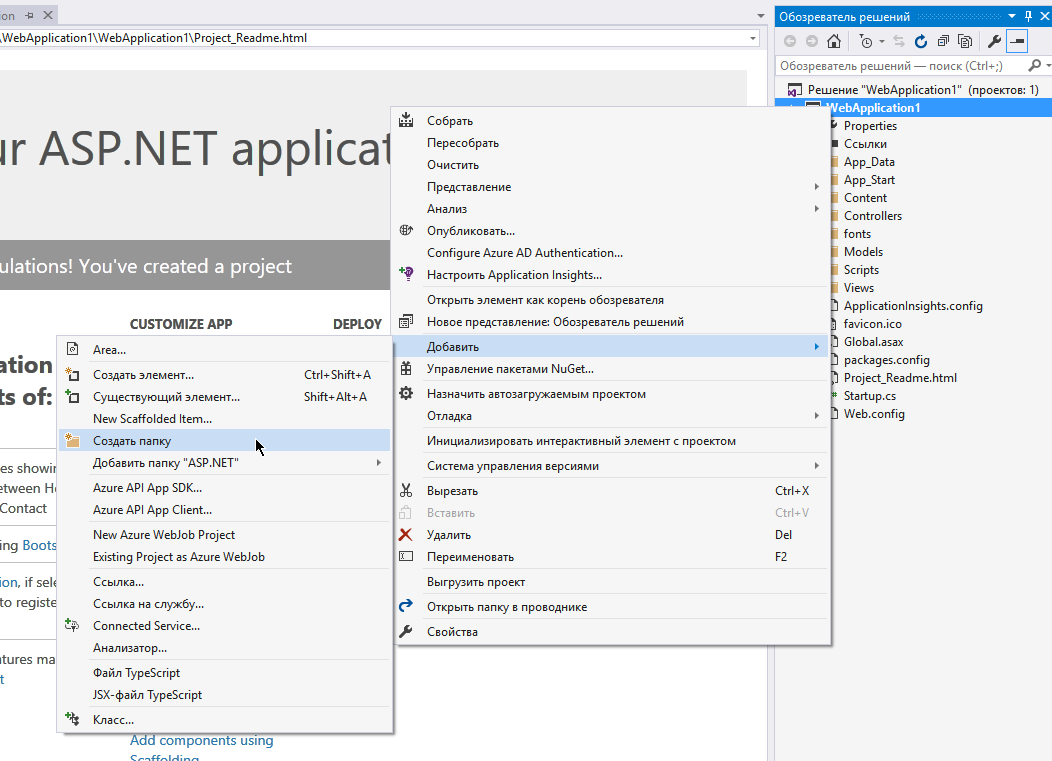 ion
\WebApplication1\WebApplication1\Project_Readme.html
ur ASP.NET applicat
ulations! You've created a project
CUSTOMIZE APP DEPLOY
ation
ts of:
es showin
etween Ho
Contact
ing Boots
ion, if sele
to registe
tures ma
t
Add components using
Scaffolding
Area...
Создать элемент... Ctrl+Shift+A
Существующий элемент... Shift+Alt+A
New Scaffolded Item...
Создать папку
Добавить папку "ASP.NET"
Azure API App SDK...
Azure API App Client...
New Azure WebJob Project
Existing Project as Azure WebJob
Ссылка...
Ссылка на службу...
Connected Service...
Анализатор...
Файл TypeScript
JSX-файл TypeScript
Класс...
Собрать
Пересобрать
Очистить
Представление
Анализ
Опубликовать...
Configure Azure AD Authentication...
Настроить Application Insights...
Открыть элемент как корень обозревателя
Новое представление: Обозреватель решений
Добавить
Управление пакетами NuGet...
Назначить автозагружаемым проектом
Отладка
Инициализировать интерактивный элемент с проектом
Система управления версиями
Вырезать Ctrl+X
Вставить Ctrl+V
Удалить Del
Переименовать F2
Выгрузить проект
Открыть папку в проводнике
Свойства
Обозреватель решений
Обозреватель решений — поиск (Ctrl+;)
Решение "WebApplication1" (проектов: 1)
WebApplication1
Properties
Ссылки
App_Data
App_Start
Content
Controllers
fonts
Models
Scripts
Views
ApplicationInsights.config
favicon.ico
Global.asax
packages.config
Project_Readme.html
Startup.cs
Web.config